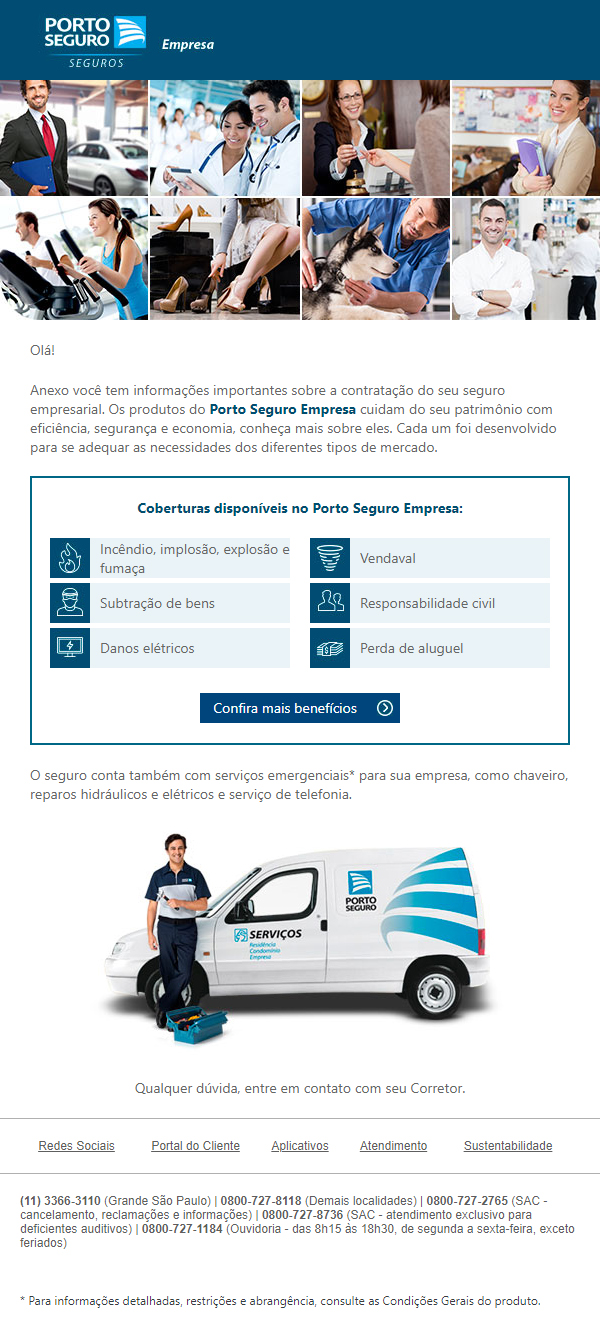 PORTO
SEGURO
SEGUROS
Empresa
Olá!
Anexo você tem informações importantes sobre a contratação do seu seguro
empresarial. Os produtos do Porto Seguro Empresa cuidam do seu patrimônio com
eficiência, segurança e economia, conheça mais sobre eles. Cada um foi desenvolvido
para se adequar as necessidades dos diferentes tipos de mercado.
Coberturas disponíveis no Porto Seguro Empresa:
Incêndio, implosão, explosão e
fumaça
Vendaval
Subtração de bens
Responsabilidade civil
Danos elétricos
Perda de aluguel
Confira mais benefícios
O seguro conta também com serviços emergenciais* para sua empresa, como chaveiro,
reparos hidráulicos e elétricos e serviço de telefonia.
PORTO
SEGURO
SERVIÇOS
Residência
Condomínio
Empresa
Qualquer dúvida, entre em contato com seu Corretor.
Redes Sociais Portal do Cliente Aplicativos Atendimento Sustentabilidade
(11) 3366-3110 (Grande São Paulo) | 0800-727-8118 (Demais localidades) | 0800-727-2765 (SAC -
cancelamento, reclamações e informações) | 0800-727-8736 (SAC - atendimento exclusivo para
deficientes auditivos) | 0800-727-1184 (Ouvidoria - das 8h15 às 18h30, de segunda a sexta-feira, exceto
feriados)
* Para informações detalhadas, restrições e abrangência, consulte as Condições Gerais do produto.